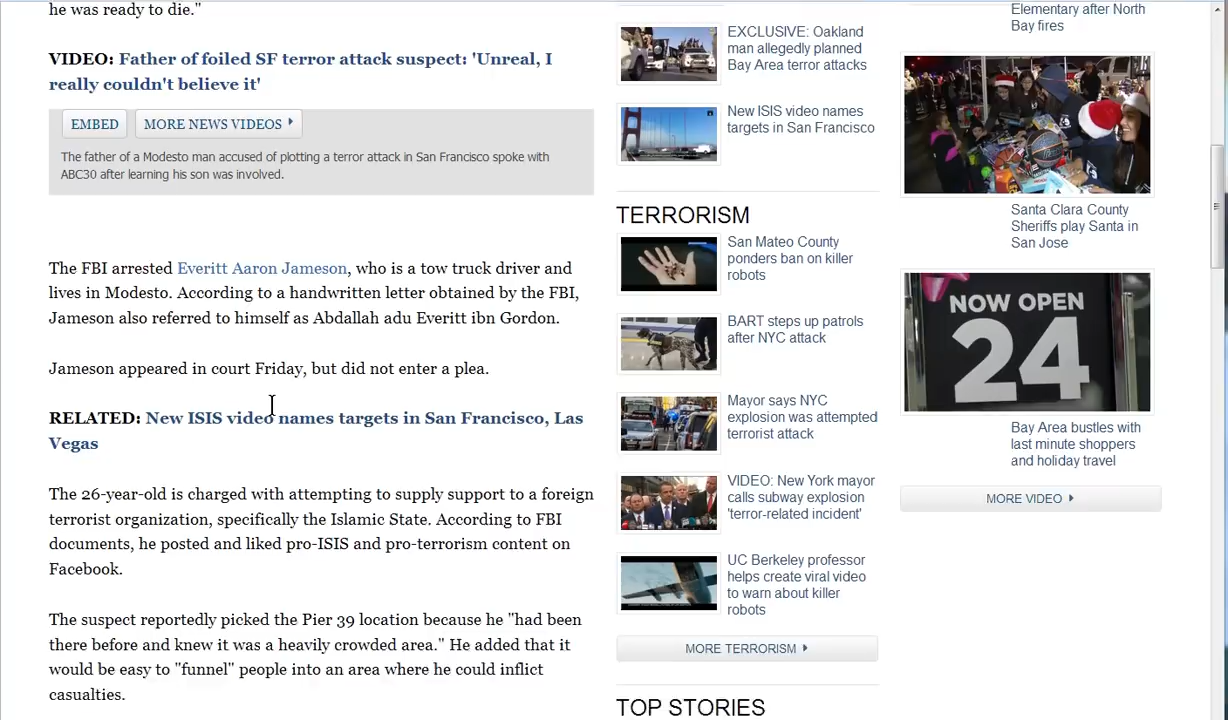 he was ready to die."
VIDEO: Father of foiled SF terror attack suspect: 'Unreal, I
really couldn't believe it'
EMBED
MORE NEWS VIDEOS
The father of a Modesto man accused of plotting a terror attack in San Francisco spoke with
ABC30 after learning his son was involved.
The FBI arrested Everitt Aaron Jameson, who is a tow truck driver and
lives in Modesto. According to a handwritten letter obtained by the FBI,
Jameson also referred to himself as Abdallah adu Everitt ibn Gordon.
Jameson appeared in court Friday, but did not enter a plea.
RELATED: New ISIS video names targets in San Francisco, Las
Vegas
The 26-year-old is charged with attempting to supply support to a foreign
terrorist organization, specifically the Islamic State. According to FBI
documents, he posted and liked pro-ISIS and pro-terrorism content on
Facebook.
The suspect reportedly picked the Pier 39 location because he "had been
there before and knew it was a heavily crowded area." He added that it
would be easy to "funnel" people into an area where he could inflict
casualties.
EXCLUSIVE: Oakland
man allegedly planned
Bay Area terror attacks
New ISIS video names
targets in San Francisco
TERRORISM
San Mateo County
ponders ban on killer
robots
BART steps up patrols
after NYC attack
Mayor says NYC
explosion was attempted
terrorist attack
VIDEO: New York mayor
calls subway explosion
'terror-related incident'
UC Berkeley professor
helps create viral video
to warn about killer
robots
MORE TERRORISM
TOP STORIES
Elementary after North
Bay fires
Santa Clara County
Sheriffs play Santa in
San Jose
NOW OPEN
24
Bay Area bustles with
last minute shoppers
and holiday travel
MORE VIDEO